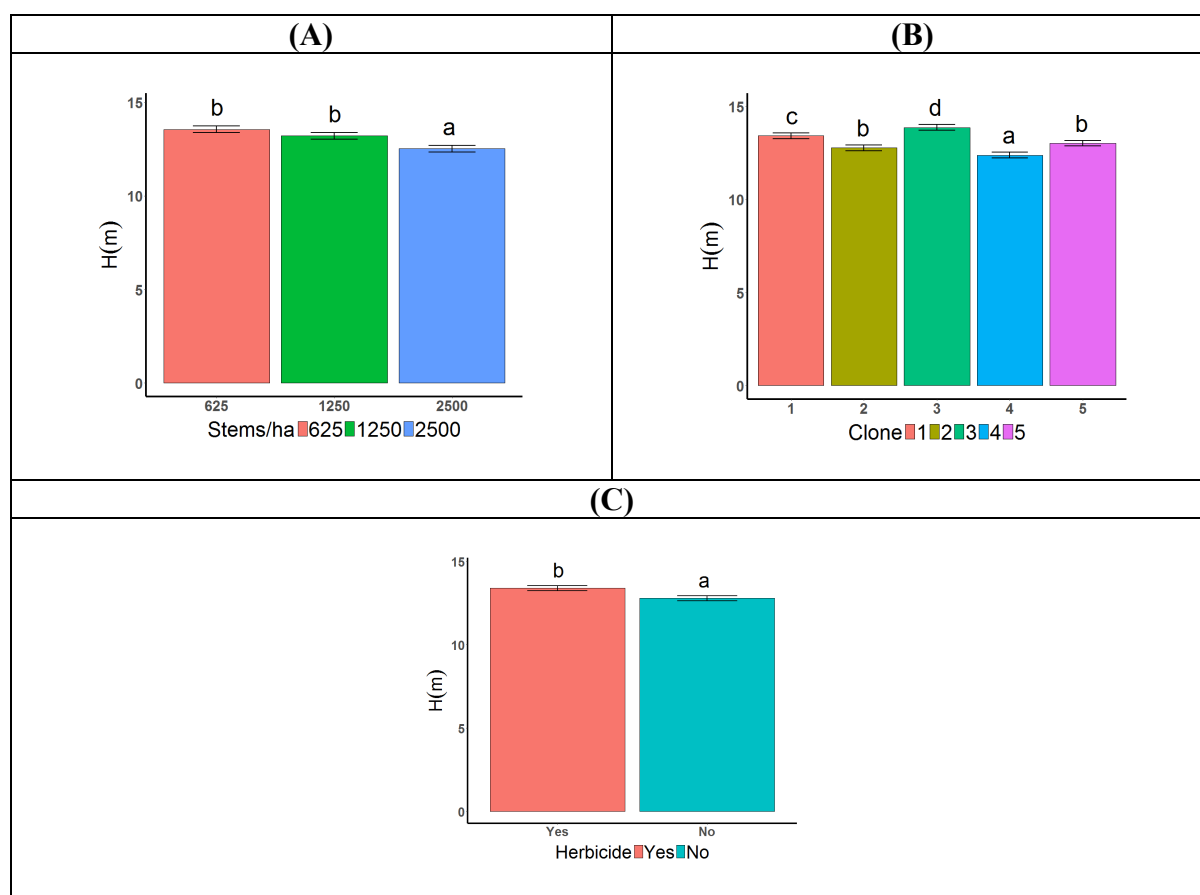 (A)
(B)
b
b
a
15
10
5
0
H(m)
625 1250 2500
Stems/ha 625 1250 2500
c
b
d
a
b
15
10
5
0
H(m)
1 2 3 4 5
Clone 1 2 3 4 5
(C)
b
a
15
10
5
0
H(m)
Yes No
Herbicide Yes No